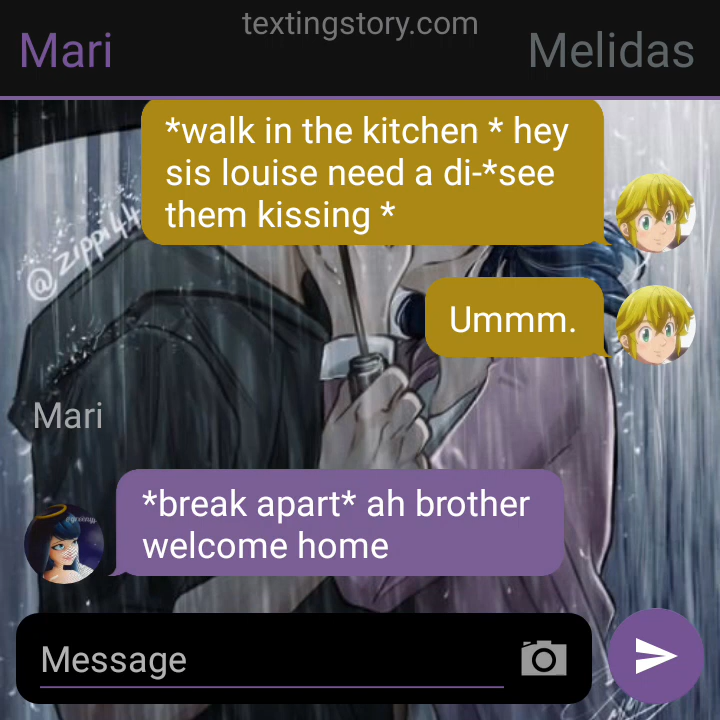 textingstory.com
Mari
Melidas
*walk in the kitchen * hey
sis louise need a di-*see
them kissing *
@zippi44
Ummm.
Mari
*break apart* ah brother
welcome home
Message